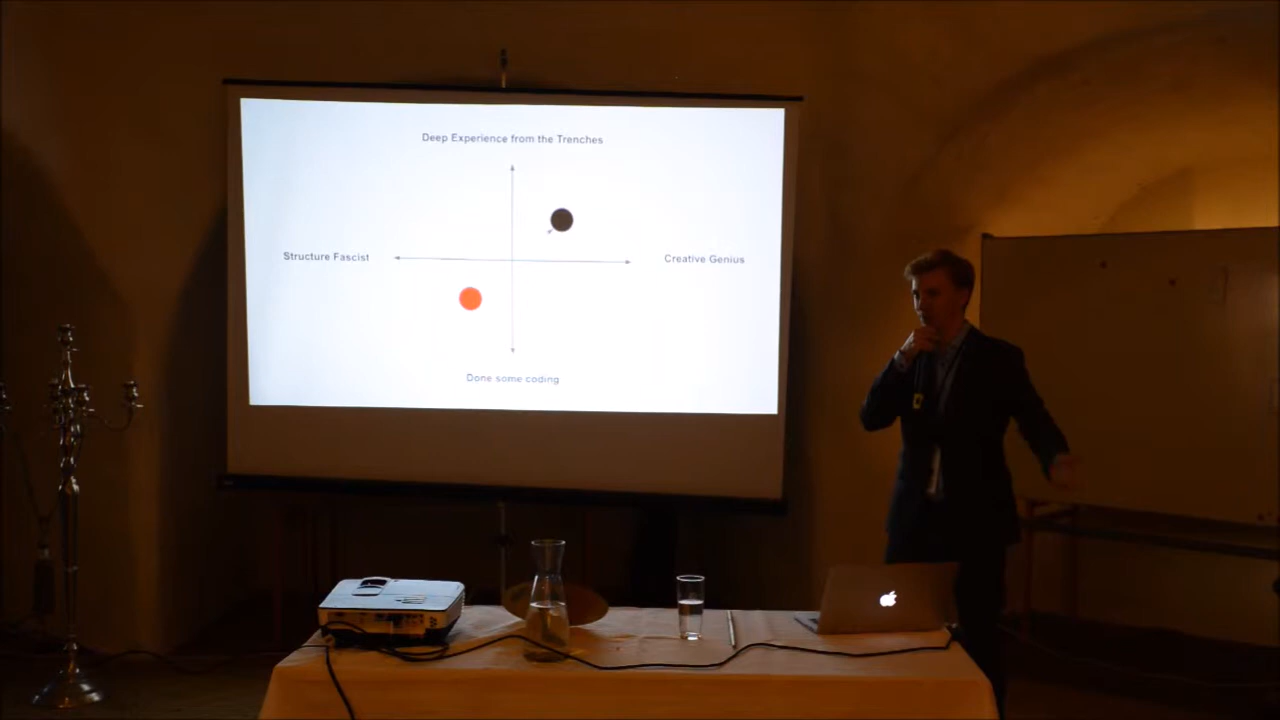 Deep Experience from the Trenches
Structure Fascist
Creative Genius
Done some coding